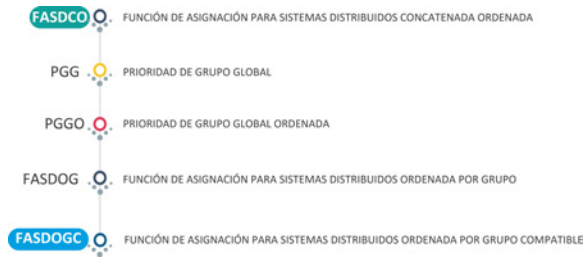 FASDCO FUNCIÓN DE ASIGNACIÓN PARA SISTEMAS DISTRIBUIDOS CONCATENADA ORDENADA
PGG PRIORIDAD DE GRUPO GLOBAL
PGGO PRIORIDAD DE GRUPO GLOBAL ORDENADA
FASDOG FUNCIÓN DE ASIGNACIÓN PARA SISTEMAS DISTRIBUIDOS ORDENADA POR GRUPO
FASDOGC FUNCIÓN DE ASIGNACIÓN PARA SISTEMAS DISTRIBUIDOS ORDENADA POR GRUPO COMPATIBLE